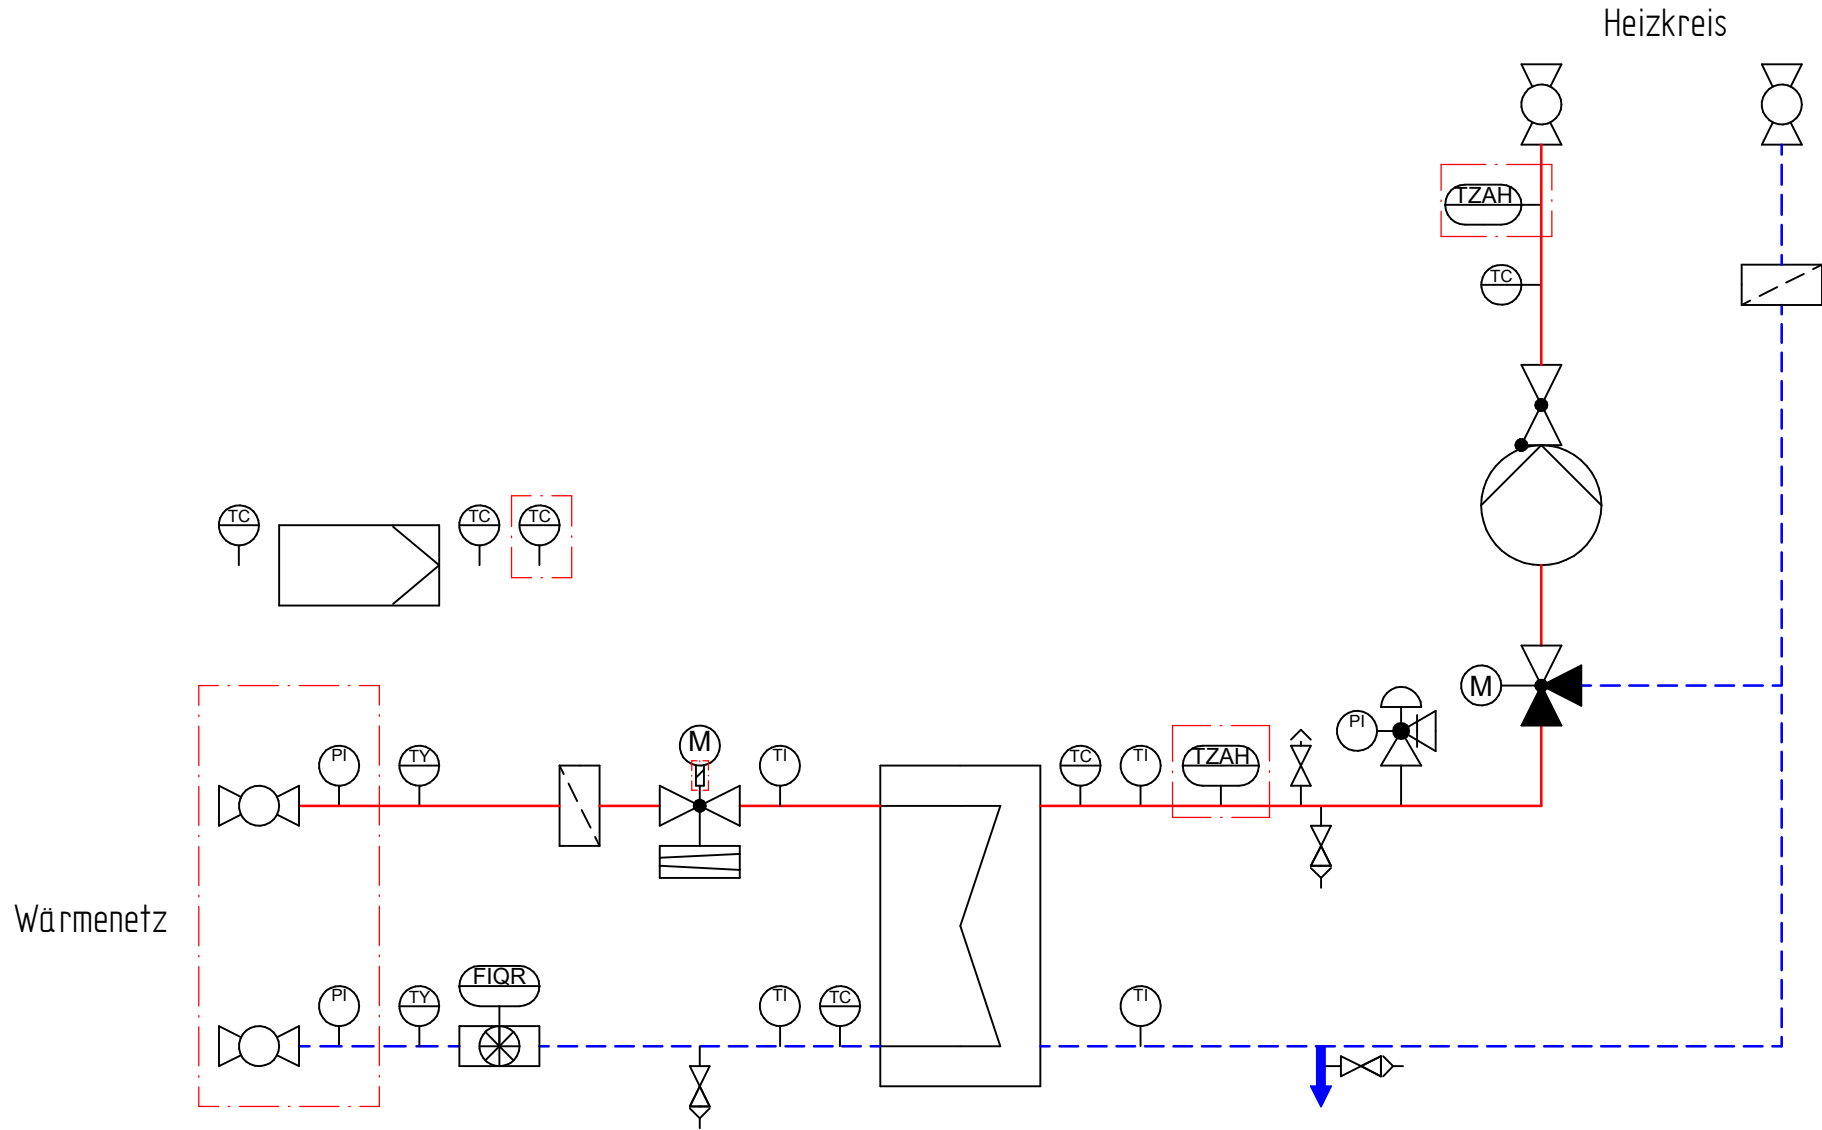 Heizkreis
TZAH
TC
TC
TC
TC
M
M
PI
PI
TY
TI
TC
TI
TZAH
Wärmenetz
PI
TY
FIQR
TI
TC
TI